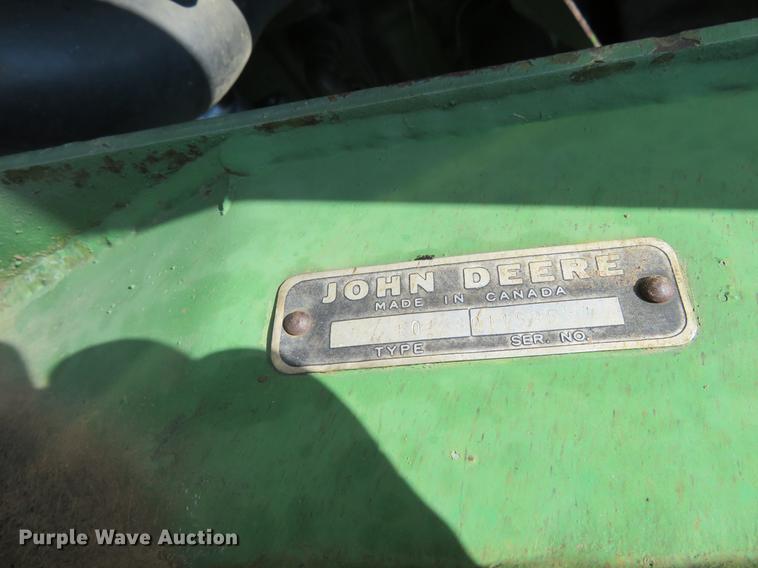 JOHN DEERE
MADE IN CANADA
TYPE SER. NO.
Purple Wave Auction